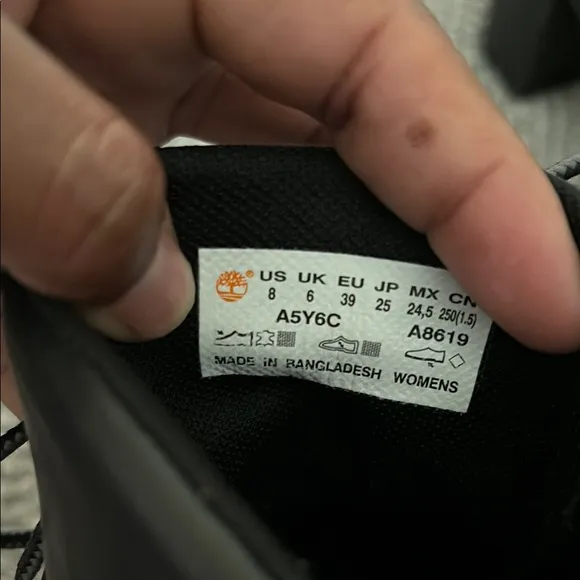 US UK EU JP MX CN
8 6 39 25 24,5 250(1.5)
A5Y6C A8619
MADE IN BANGLADESH WOMENS